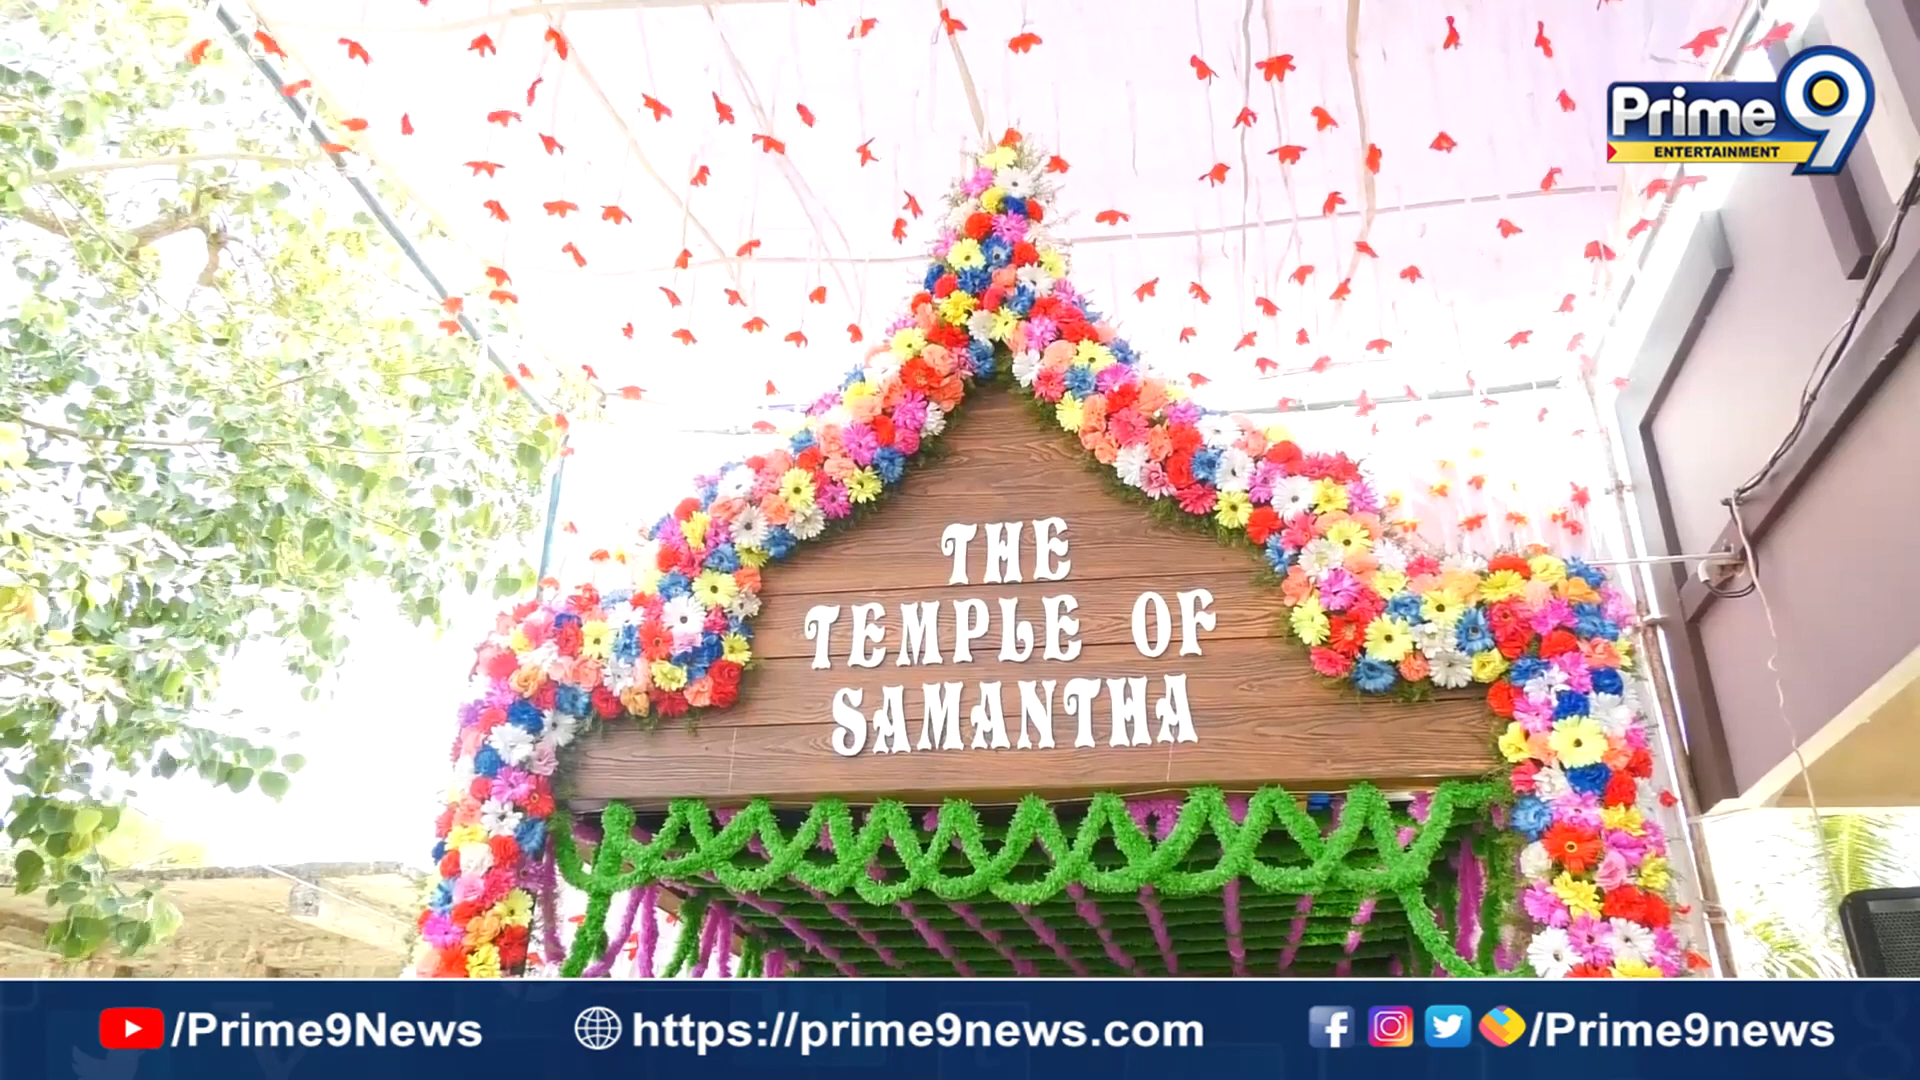 Prime9
ENTERTAINMENT
THE
TEMPLE OF
SAMANTHA
/Prime9News
https://prime9news.com
/Prime9news